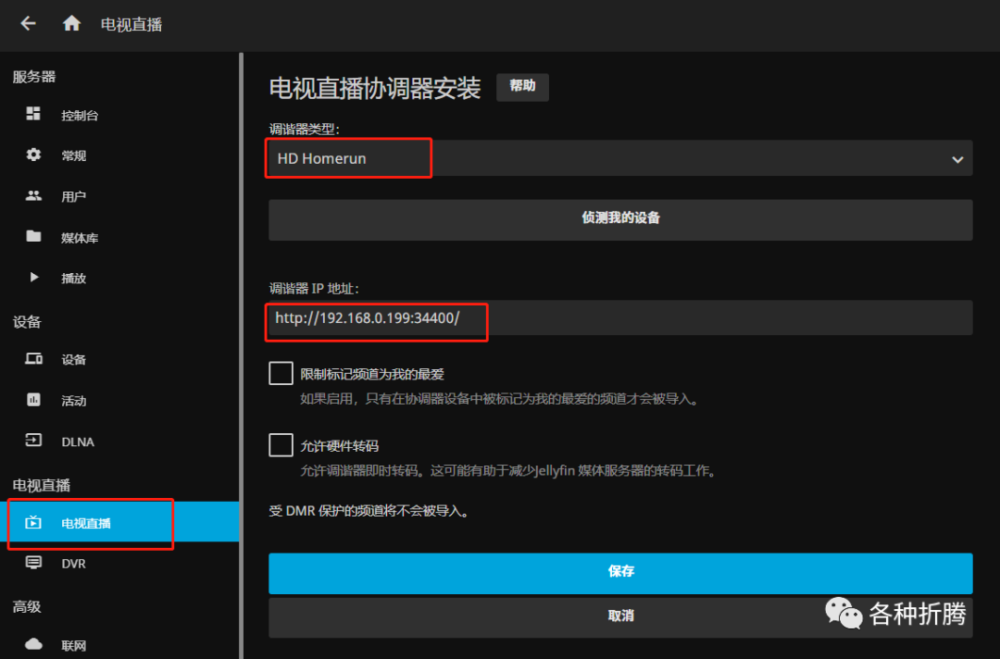 电视直播
服务器
控制台
常规
用户
媒体库
播放
设备
设备
活动
DLNA
电视直播
电视直播
DVR
高级
联网
电视直播协调器安装
帮助
调谐器类型:
HD Homerun
侦测我的设备
调谐器 IP 地址:
http://192.168.0.199:34400/
限制标记频道为我的最爱
如果启用，只有在协调器设备中被标记为我的最爱的频道才会被导入。
允许硬件转码
允许调谐器即时转码。这可能有助于减少Jellyfin 媒体服务器的转码工作。
受 DMR 保护的频道将不会被导入。
保存
取消
各种折腾